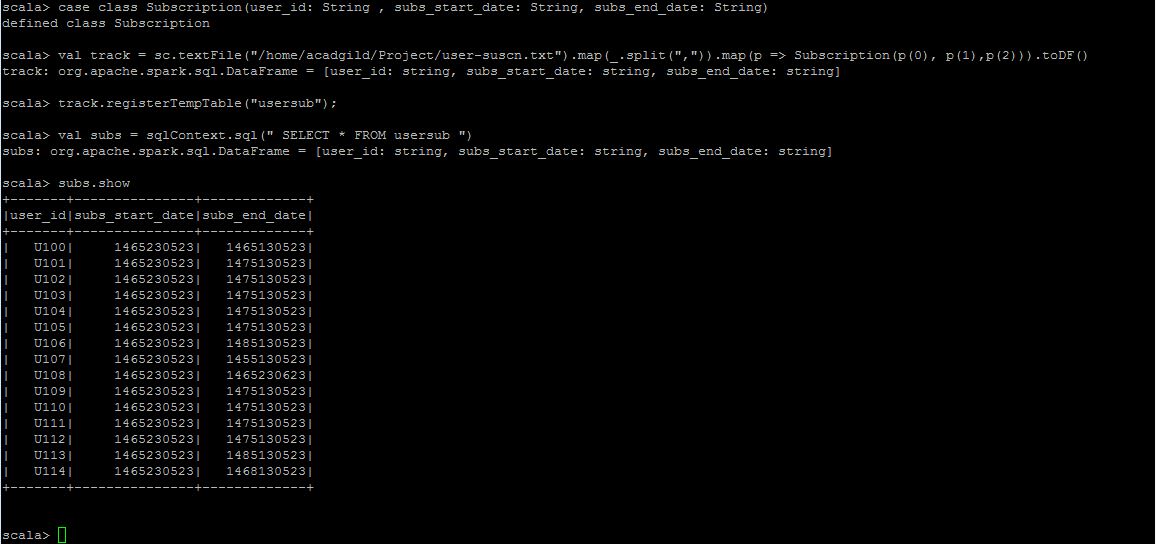 scala> case class Subscription(user_id: String , subs_start_date: String, subs_end_date: String)
defined class Subscription
scala> val track = sc.textFile("/home/acadgild/Project/user-suscn.txt").map(_.split(",")).map(p => Subscription(p(0), p(1),p(2))).toDF()
track: org.apache.spark.sql.DataFrame = [user_id: string, subs_start_date: string, subs_end_date: string]
scala> track.registerTempTable("usersub");
scala> val subs = sqlContext.sql(" SELECT * FROM usersub ")
subs: org.apache.spark.sql.DataFrame = [user_id: string, subs_start_date: string, subs_end_date: string]
scala> subs.show
+-------+---------------+-------------+
|user_id|subs_start_date|subs_end_date|
+-------+---------------+-------------+
|   U100|     1465230523|   1465130523|
|   U101|     1465230523|   1475130523|
|   U102|     1465230523|   1475130523|
|   U103|     1465230523|   1475130523|
|   U104|     1465230523|   1475130523|
|   U105|     1465230523|   1475130523|
|   U106|     1465230523|   1485130523|
|   U107|     1465230523|   1455130523|
|   U108|     1465230523|   1465230623|
|   U109|     1465230523|   1475130523|
|   U110|     1465230523|   1475130523|
|   U111|     1465230523|   1475130523|
|   U112|     1465230523|   1475130523|
|   U113|     1465230523|   1485130523|
|   U114|     1465230523|   1468130523|
+-------+---------------+-------------+
scala>